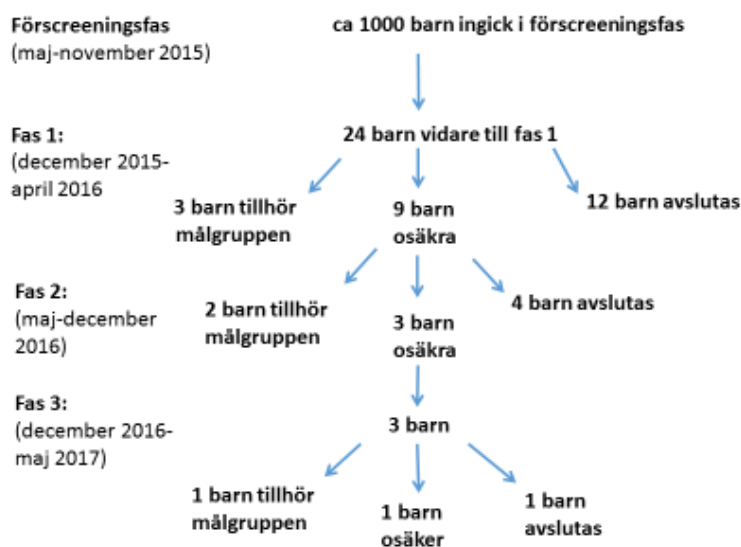 Förscreeningsfas
(maj-november 2015)
ca 1000 barn ingick i förscreeningsfas
Fas 1:
(december 2015-
april 2016
24 barn vidare till fas 1
3 barn tillhör
målgruppen
9 barn
osäkra
12 barn avslutas
Fas 2:
(maj-december
2016)
2 barn tillhör
målgruppen
3 barn
osäkra
4 barn avslutas
Fas 3:
(december 2016-
maj 2017)
3 barn
1 barn tillhör
målgruppen
1 barn
osäker
1 barn
avslutas